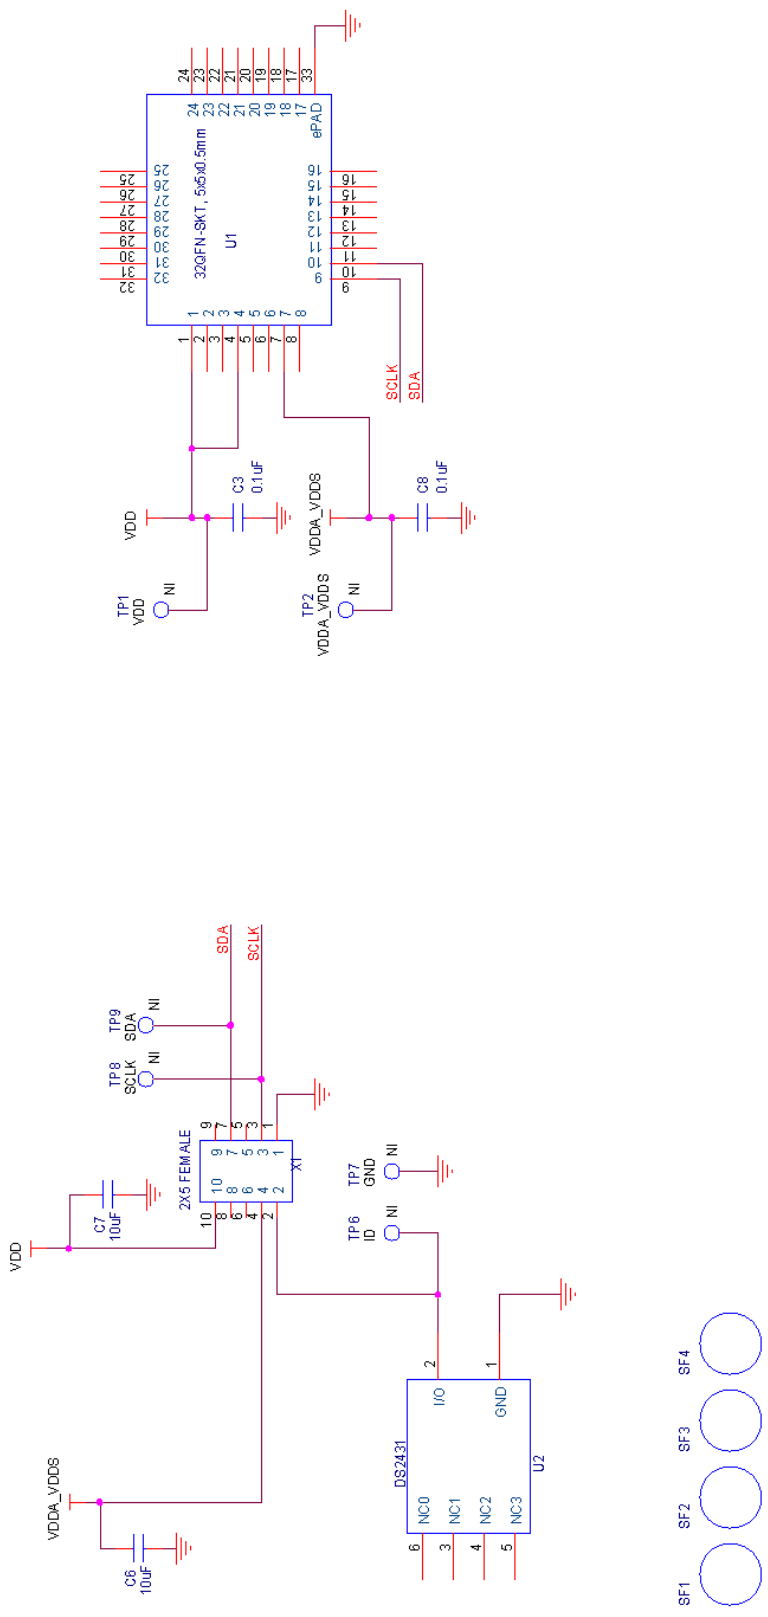 24
23
22
21
20
19
18
17
33
24
23
22
21
20
19
18
17
ePAD
25
26
27
28
29
30
31
32
25
26
27
28
29
30
31
32
32QFN-SKT, 5x5x0.5mm
U1
16
15
14
13
12
11
10
9
16
15
14
13
12
11
10
9
1
2
3
4
5
6
7
8
1
2
3
4
5
6
7
8
SCLK
SDA
VDD
C3
0.1uF
VDDA_VDDS
C8
0.1uF
TP1
VDD
NI
TP2
VDDA_VDDS
NI
SDA
SCLK
TP9
SDA
NI
TP8
SCLK
NI
2X5 FEMALE
X1
9
7
5
3
1
9
7
5
3
1
10
8
6
4
2
10
8
6
4
2
VDD
C7
10uF
TP7
GND
NI
TP6
ID
NI
VDDA_VDDS
C6
10uF
DS2431
U2
2
1
I/O
GND
NC0
NC1
NC2
NC3
6
3
4
5
SF4
SF3
SF2
SF1